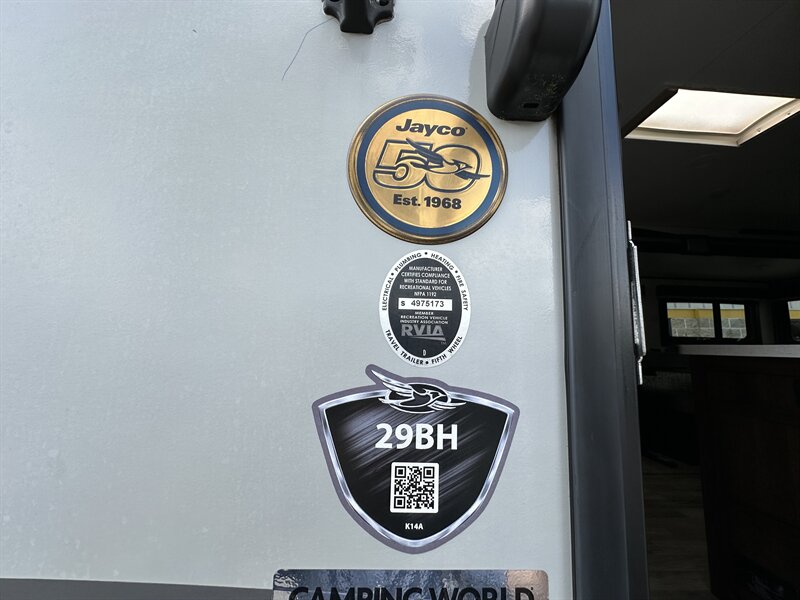 Jayco
50
Est. 1968
ELECTRICAL • PLUMBING • HEATING • FIRE SAFETY
MANUFACTURER
CERTIFIES COMPLIANCE
WITH STANDARD FOR
RECREATIONAL VEHICLES
NFPA 1192
S 4975173
MEMBER
RECREATION VEHICLE
INDUSTRY ASSOCIATION
RVIA
TM
D
TRAVEL TRAILER • FIFTH WHEEL
29BH
K14A
CAMPING WORLD